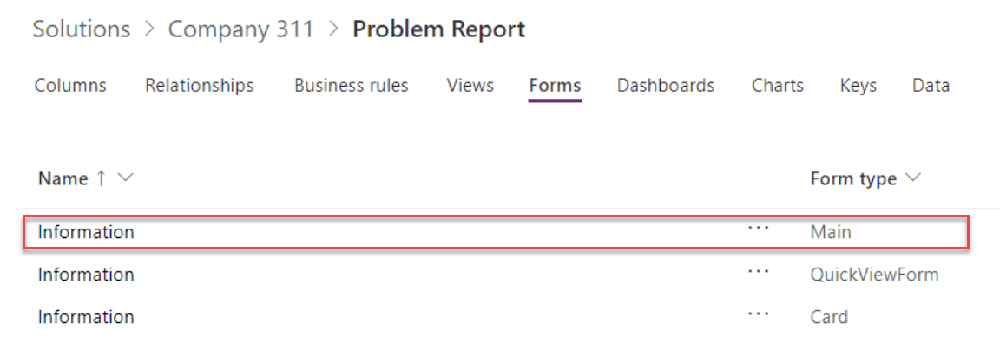 Solutions > Company 311 > Problem Report
Columns Relationships Business rules Views Forms Dashboards Charts Keys Data
Name ↑ Form type
Information ... Main
Information ... QuickViewForm
Information ... Card